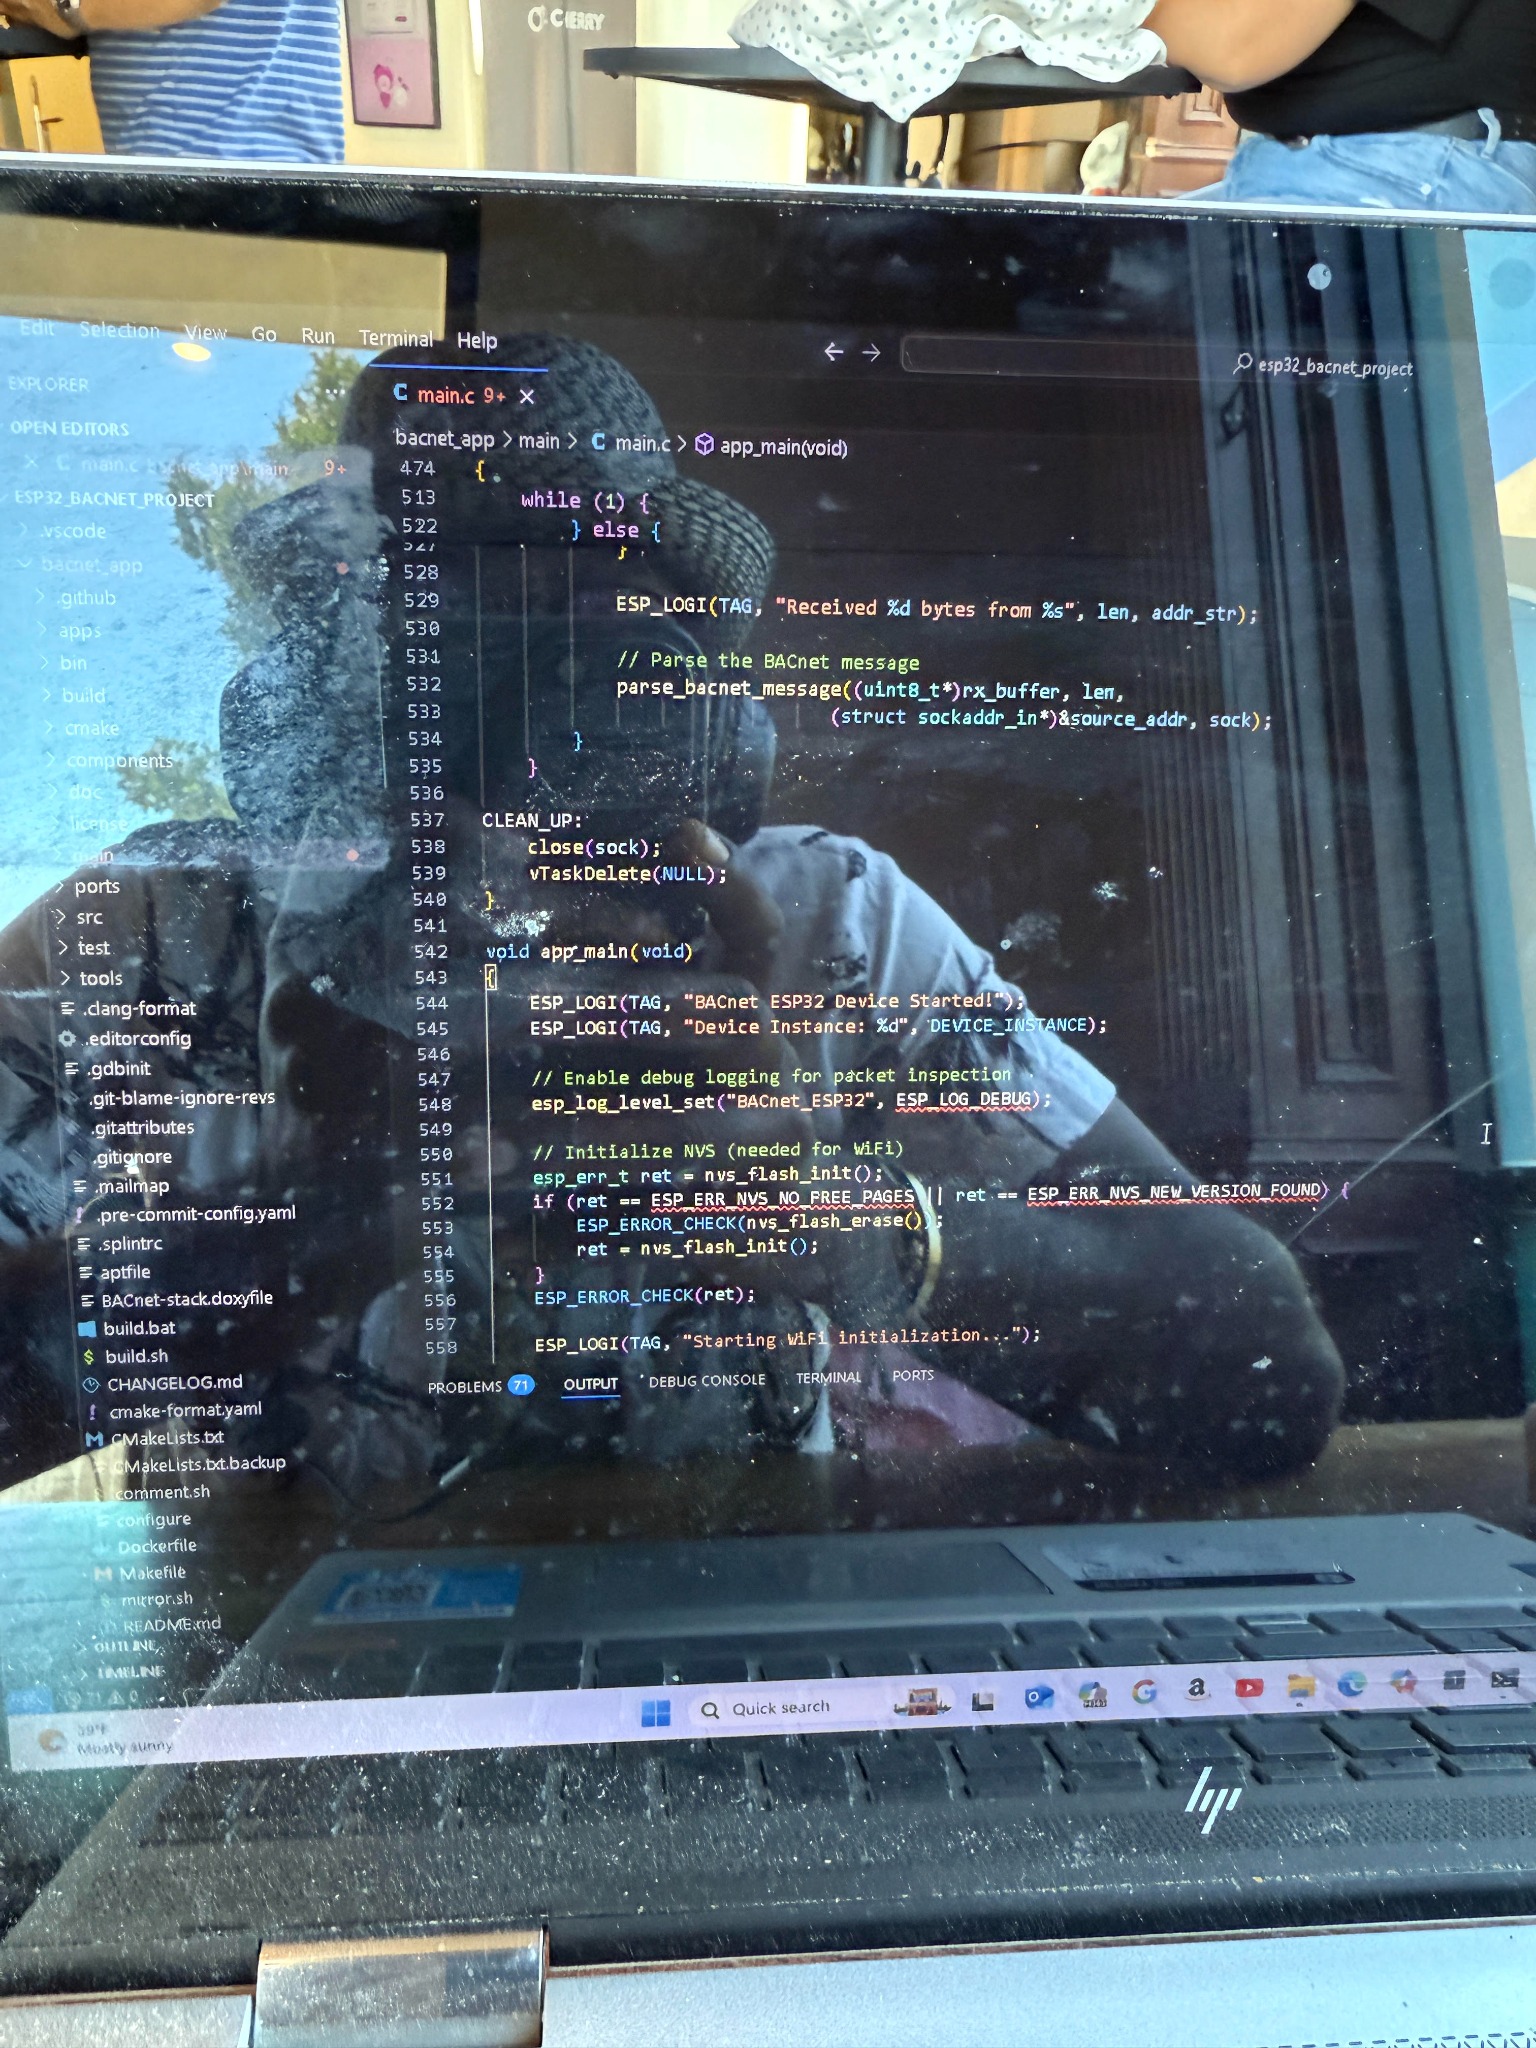 CHERRY
Edit Selection View Go Run Terminal Help
esp32_bacnet_project
EXPLORER
...
OPEN EDITORS
main.c bacnet_app\main 9+
ESP32_BACNET_PROJECT
.vscode
bacnet_app
.github
apps
bin
build
cmake
components
doc
license
main
ports
src
test
tools
.clang-format
.editorconfig
.gdbinit
.git-blame-ignore-revs
.gitattributes
.gitignore
.mailmap
.pre-commit-config.yaml
.splintrc
aptfile
BACnet-stack.doxyfile
build.bat
build.sh
CHANGELOG.md
cmake-format.yaml
CMakeLists.txt
CMakeLists.txt.backup
comment.sh
configure
Dockerfile
Makefile
mirror.sh
README.md
OUTLINE
TIMELINE
C main.c 9+ ×
bacnet_app > main > C main.c > app_main(void)
474 {
513 while (1) {
522 } else {
527 }
528
529 ESP_LOGI(TAG, "Received %d bytes from %s", len, addr_str);
530
531 // Parse the BACnet message
532 parse_bacnet_message((uint8_t*)rx_buffer, len,
533 (struct sockaddr_in*)&source_addr, sock);
534 }
535 }
536
537 CLEAN_UP:
538 close(sock);
539 vTaskDelete(NULL);
540 }
541
542 void app_main(void)
543 {
544 ESP_LOGI(TAG, "BACnet ESP32 Device Started!");
545 ESP_LOGI(TAG, "Device Instance: %d", DEVICE_INSTANCE);
546
547 // Enable debug logging for packet inspection
548 esp_log_level_set("BACnet_ESP32", ESP_LOG_DEBUG);
549
550 // Initialize NVS (needed for WiFi)
551 esp_err_t ret = nvs_flash_init();
552 if (ret == ESP_ERR_NVS_NO_FREE_PAGES || ret == ESP_ERR_NVS_NEW_VERSION_FOUND) {
553 ESP_ERROR_CHECK(nvs_flash_erase());
554 ret = nvs_flash_init();
555 }
556 ESP_ERROR_CHECK(ret);
557
558 ESP_LOGI(TAG, "Starting WiFi initialization...");
PROBLEMS 71 OUTPUT DEBUG CONSOLE TERMINAL PORTS
71 0
Mostly sunny
Quick search
hp